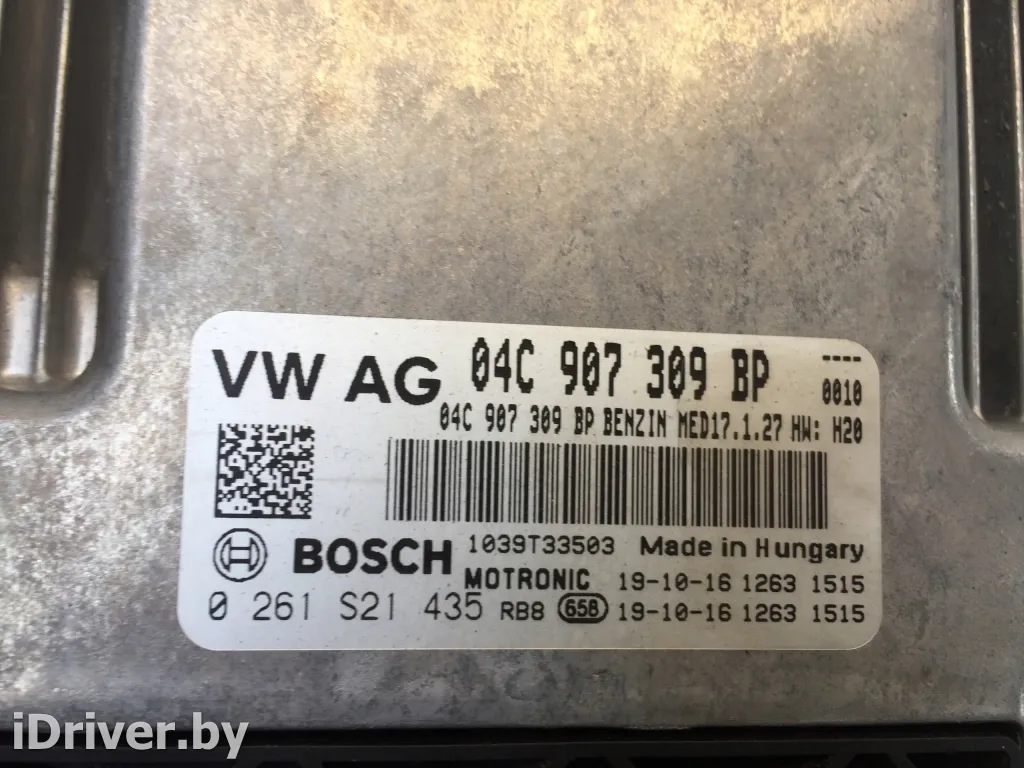 VW AG 04C 907 309 BP ----
0010
04C 907 309 BP BENZIN MED17.1.27 HW: H20
BOSCH 1039T33503 Made in Hungary
MOTRONIC 19-10-16 1263 1515
0 261 S21 435 RB8 658 19-10-16 1263 1515
iDriver.by